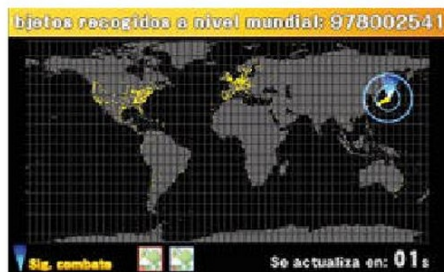 bjetos recogidos a nivel mundial: 978002541
Sig. combate
Se actualiza en: 01s